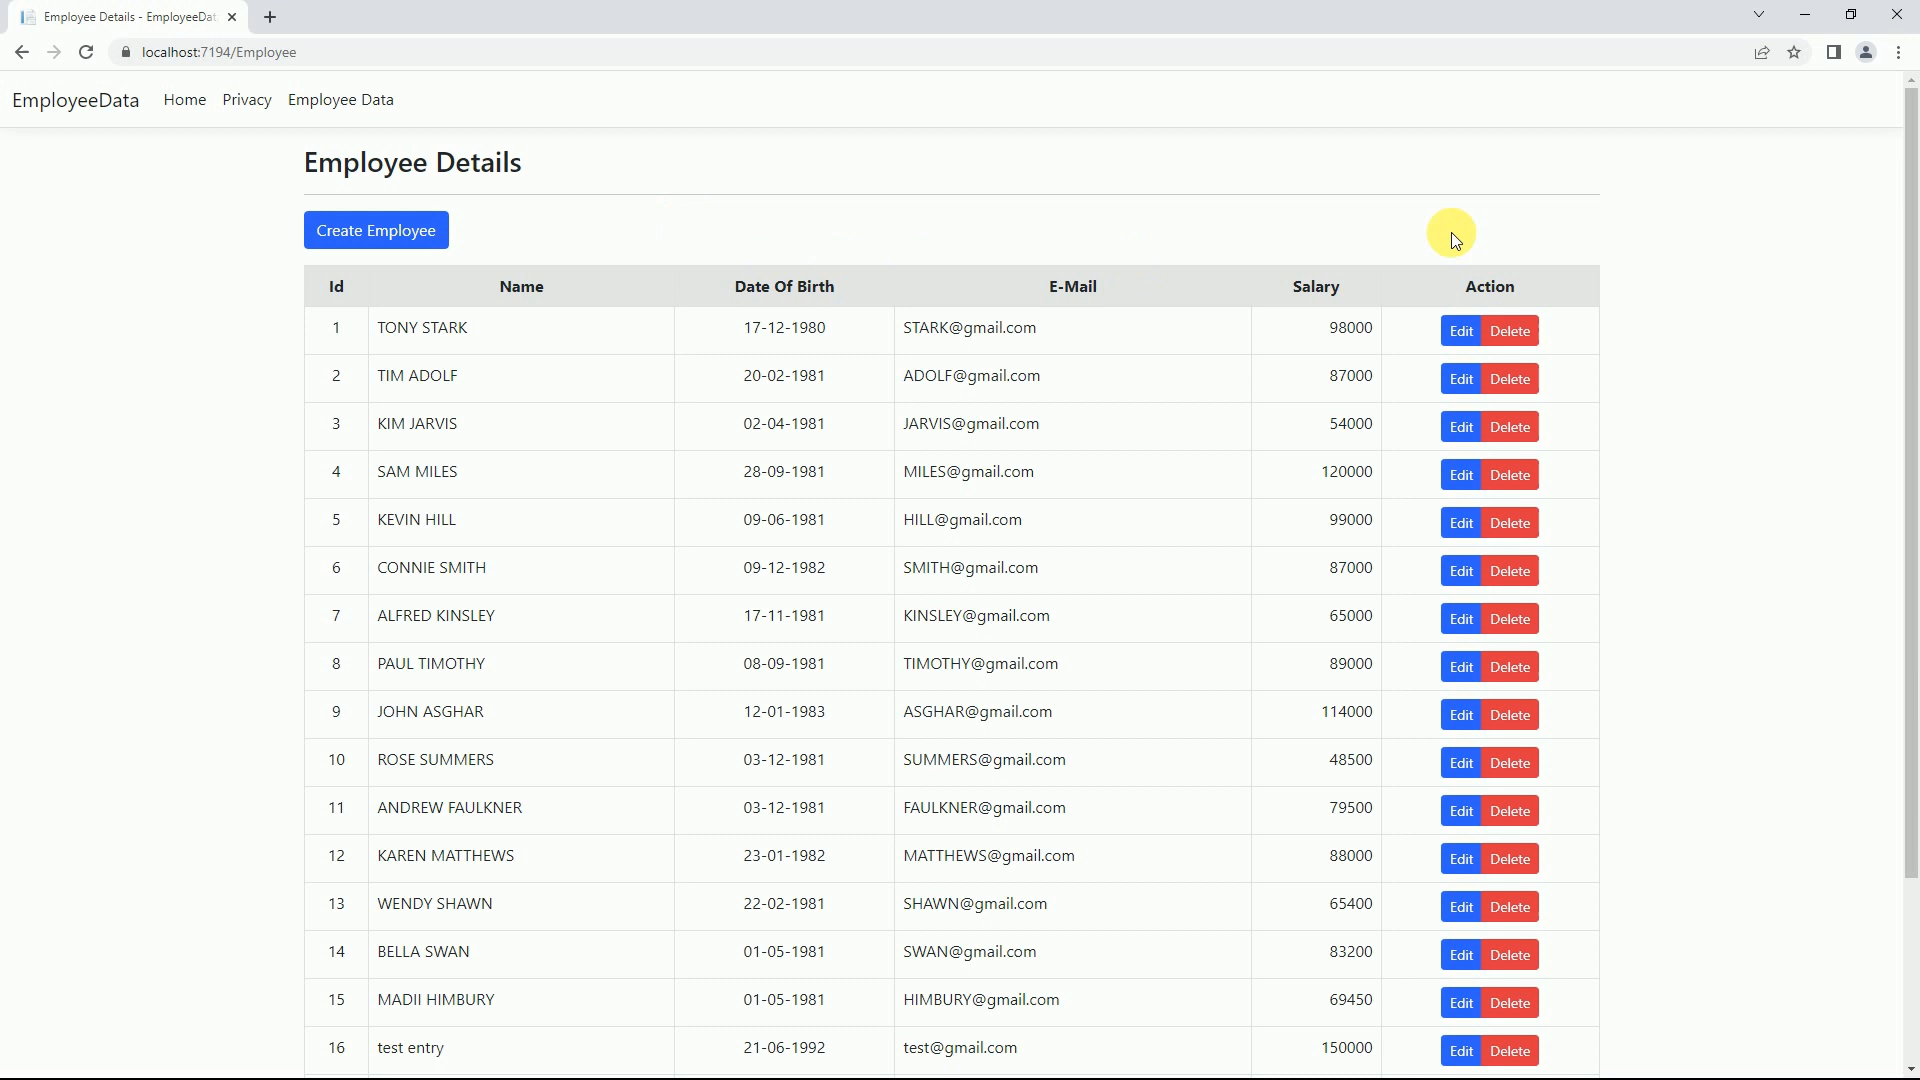 Employee Details - EmployeeDat
localhost:7194/Employee
EmployeeData Home Privacy Employee Data
Employee Details
Create Employee
Id Name Date Of Birth E-Mail Salary Action
1 TONY STARK 17-12-1980 STARK@gmail.com 98000 Edit Delete
2 TIM ADOLF 20-02-1981 ADOLF@gmail.com 87000 Edit Delete
3 KIM JARVIS 02-04-1981 JARVIS@gmail.com 54000 Edit Delete
4 SAM MILES 28-09-1981 MILES@gmail.com 120000 Edit Delete
5 KEVIN HILL 09-06-1981 HILL@gmail.com 99000 Edit Delete
6 CONNIE SMITH 09-12-1982 SMITH@gmail.com 87000 Edit Delete
7 ALFRED KINSLEY 17-11-1981 KINSLEY@gmail.com 65000 Edit Delete
8 PAUL TIMOTHY 08-09-1981 TIMOTHY@gmail.com 89000 Edit Delete
9 JOHN ASGHAR 12-01-1983 ASGHAR@gmail.com 114000 Edit Delete
10 ROSE SUMMERS 03-12-1981 SUMMERS@gmail.com 48500 Edit Delete
11 ANDREW FAULKNER 03-12-1981 FAULKNER@gmail.com 79500 Edit Delete
12 KAREN MATTHEWS 23-01-1982 MATTHEWS@gmail.com 88000 Edit Delete
13 WENDY SHAWN 22-02-1981 SHAWN@gmail.com 65400 Edit Delete
14 BELLA SWAN 01-05-1981 SWAN@gmail.com 83200 Edit Delete
15 MADII HIMBURY 01-05-1981 HIMBURY@gmail.com 69450 Edit Delete
16 test entry 21-06-1992 test@gmail.com 150000 Edit Delete